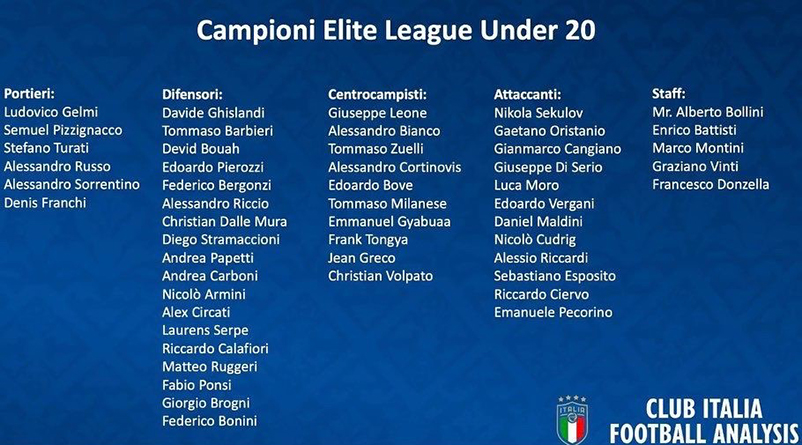 Campioni Elite League Under 20
Portieri:
Ludovico Gelmi
Semuel Pizzignacco
Stefano Turati
Alessandro Russo
Alessandro Sorrentino
Denis Franchi
Difensori:
Davide Ghislandi
Tommaso Barbieri
Devid Bouah
Edoardo Pierozzi
Federico Bergonzi
Alessandro Riccio
Christian Dalle Mura
Diego Stramaccioni
Andrea Papetti
Andrea Carboni
Nicolò Armini
Alex Circati
Laurens Serpe
Riccardo Calafiori
Matteo Ruggeri
Fabio Ponsi
Giorgio Brogni
Federico Bonini
Centrocampisti:
Giuseppe Leone
Alessandro Bianco
Tommaso Zuelli
Alessandro Cortinovis
Edoardo Bove
Tommaso Milanese
Emmanuel Gyabuaa
Frank Tongya
Jean Greco
Christian Volpato
Attaccanti:
Nikola Sekulov
Gaetano Oristanio
Gianmarco Cangiano
Giuseppe Di Serio
Luca Moro
Edoardo Vergani
Daniel Maldini
Nicolò Cudrig
Alessio Riccardi
Sebastiano Esposito
Riccardo Ciervo
Emanuele Pecorino
Staff:
Mr. Alberto Bollini
Enrico Battisti
Marco Montini
Graziano Vinti
Francesco Donzella
ITALIA
CLUB ITALIA
FOOTBALL ANALYSIS